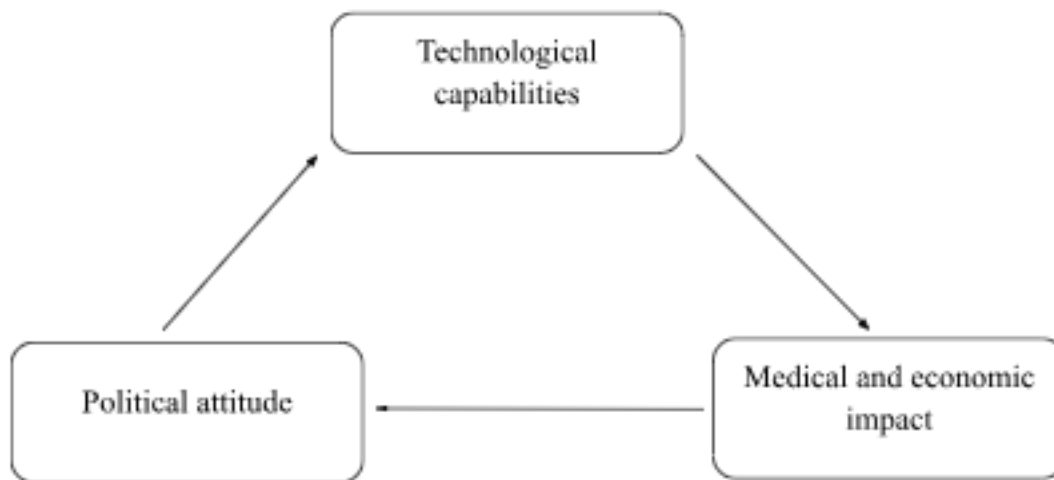 Technological
capabilities
Political attitude
Medical and economic
impact